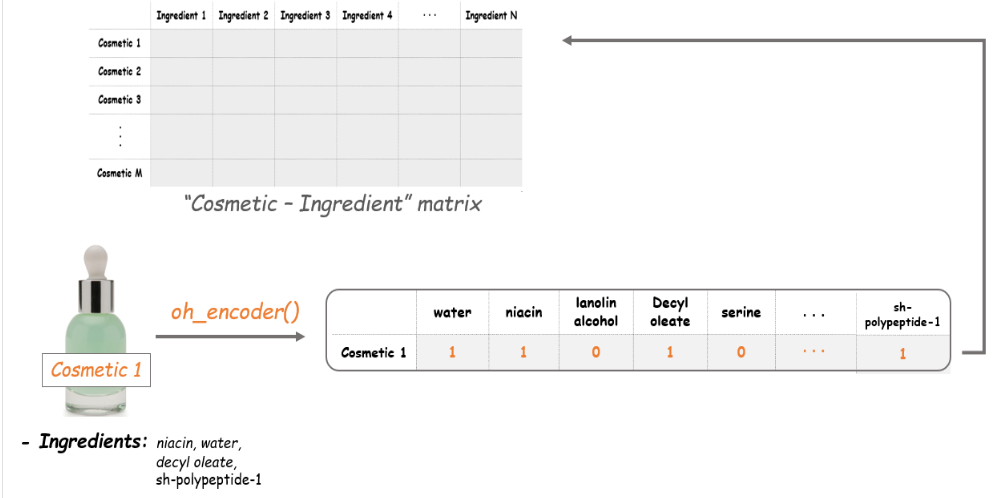 Ingredient 1 Ingredient 2 Ingredient 3 Ingredient 4 ··· Ingredient N
Cosmetic 1
Cosmetic 2
Cosmetic 3
⋮
Cosmetic M
“Cosmetic – Ingredient” matrix
oh_encoder()
water niacin lanolin alcohol Decyl oleate serine ... sh-polypeptide-1
Cosmetic 1 1 1 0 1 0 ··· 1
Cosmetic 1
- Ingredients: niacin, water,
decyl oleate,
sh-polypeptide-1